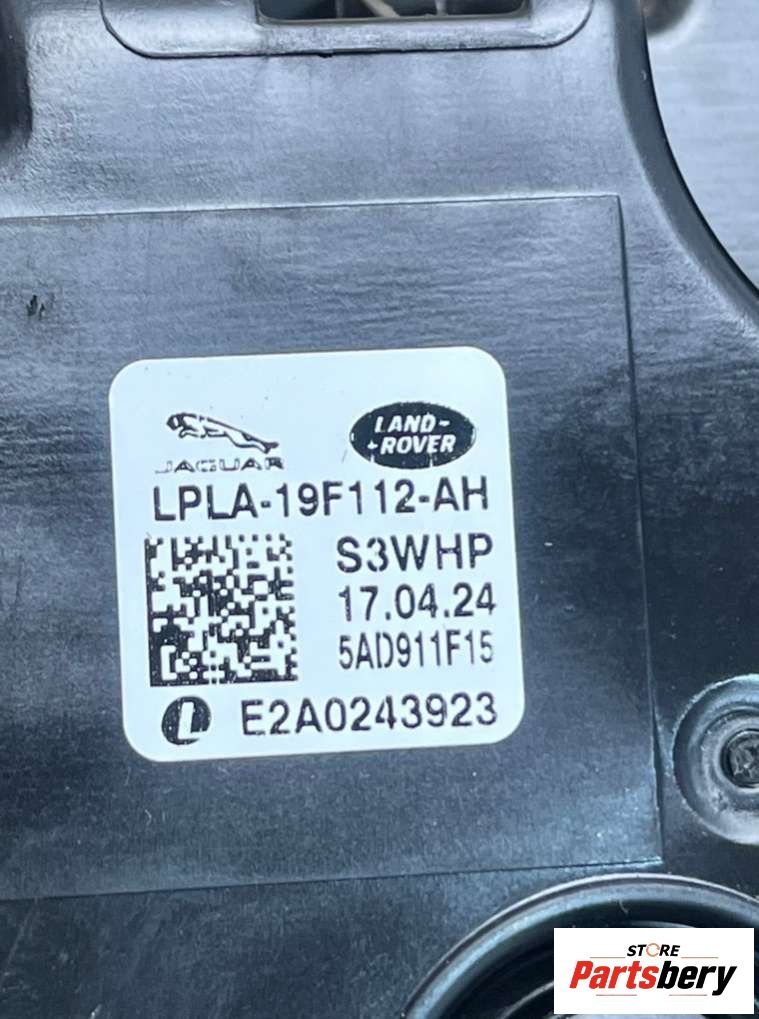 JAGUAR
LAND-
-ROVER
LPLA-19F112-AH
S3WHP
17.04.24
5AD911F15
L E2A0243923
STORE
Partsbery